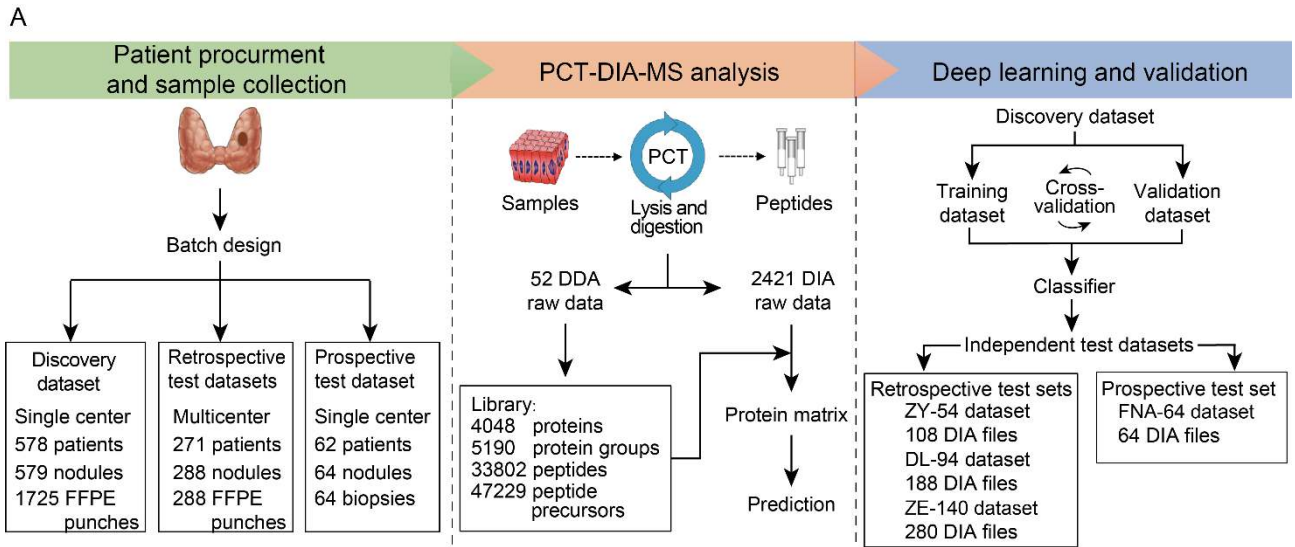 A
Patient procurment
and sample collection
PCT-DIA-MS analysis
Deep learning and validation
Batch design
Discovery
dataset
Single center
578 patients
579 nodules
1725 FFPE
punches
Retrospective
test datasets
Multicenter
271 patients
288 nodules
288 FFPE
punches
Prospective
test dataset
Single center
62 patients
64 nodules
64 biopsies
Samples
PCT
Lysis and
digestion
Peptides
52 DDA
raw data
2421 DIA
raw data
Library:
4048 proteins
5190 protein groups
33802 peptides
47229 peptide
precursors
Protein matrix
Prediction
Discovery dataset
Training
dataset
Cross-
validation
Validation
dataset
Classifier
Independent test datasets
Retrospective test sets
ZY-54 dataset
108 DIA files
DL-94 dataset
188 DIA files
ZE-140 dataset
280 DIA files
Prospective test set
FNA-64 dataset
64 DIA files